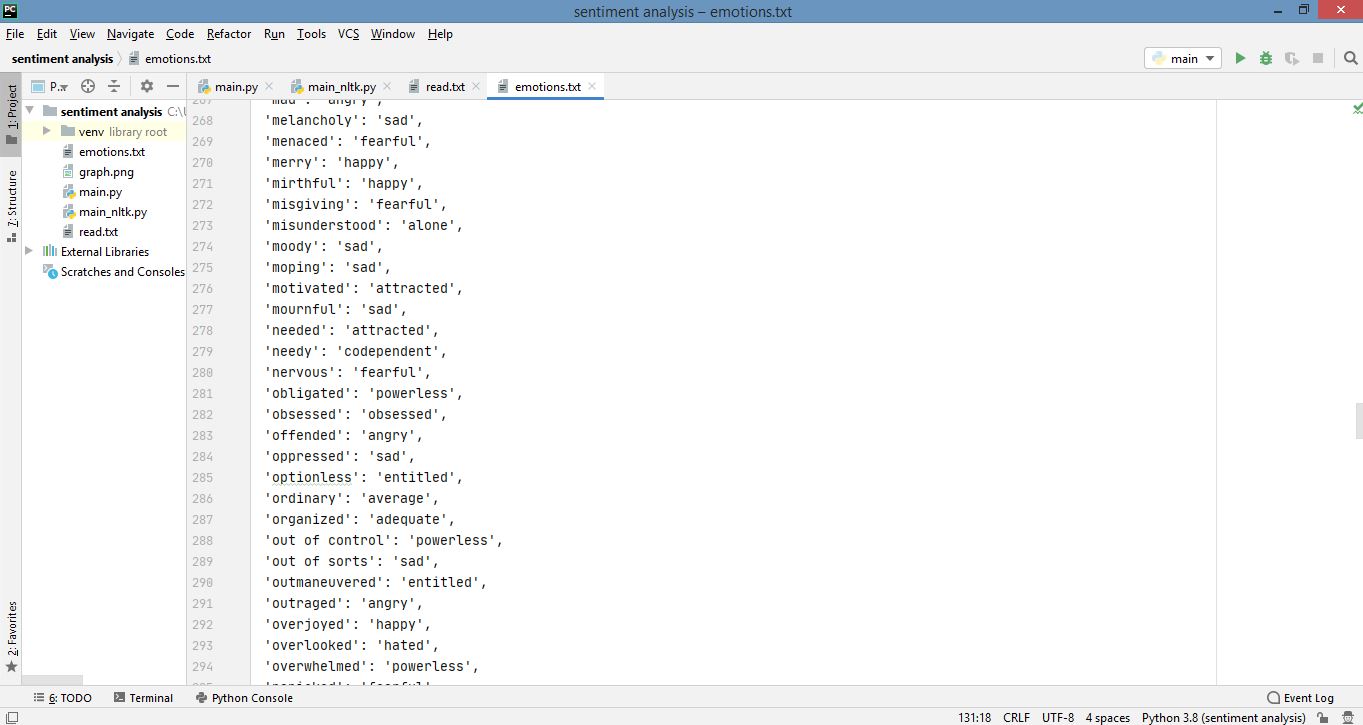 PC
sentiment analysis – emotions.txt
File Edit View Navigate Code Refactor Run Tools VCS Window Help
sentiment analysis emotions.txt
main
1: Project
7: Structure
2: Favorites
P..
main.py
main_nltk.py
read.txt
emotions.txt
sentiment analysis C:\
venv library root
emotions.txt
graph.png
main.py
main_nltk.py
read.txt
External Libraries
Scratches and Consoles
267 'mad': 'angry',
268 'melancholy': 'sad',
269 'menaced': 'fearful',
270 'merry': 'happy',
271 'mirthful': 'happy',
272 'misgiving': 'fearful',
273 'misunderstood': 'alone',
274 'moody': 'sad',
275 'moping': 'sad',
276 'motivated': 'attracted',
277 'mournful': 'sad',
278 'needed': 'attracted',
279 'needy': 'codependent',
280 'nervous': 'fearful',
281 'obligated': 'powerless',
282 'obsessed': 'obsessed',
283 'offended': 'angry',
284 'oppressed': 'sad',
285 'optionless': 'entitled',
286 'ordinary': 'average',
287 'organized': 'adequate',
288 'out of control': 'powerless',
289 'out of sorts': 'sad',
290 'outmaneuvered': 'entitled',
291 'outraged': 'angry',
292 'overjoyed': 'happy',
293 'overlooked': 'hated',
294 'overwhelmed': 'powerless',
6: TODO Terminal Python Console Event Log
131:18 CRLF UTF-8 4 spaces Python 3.8 (sentiment analysis)